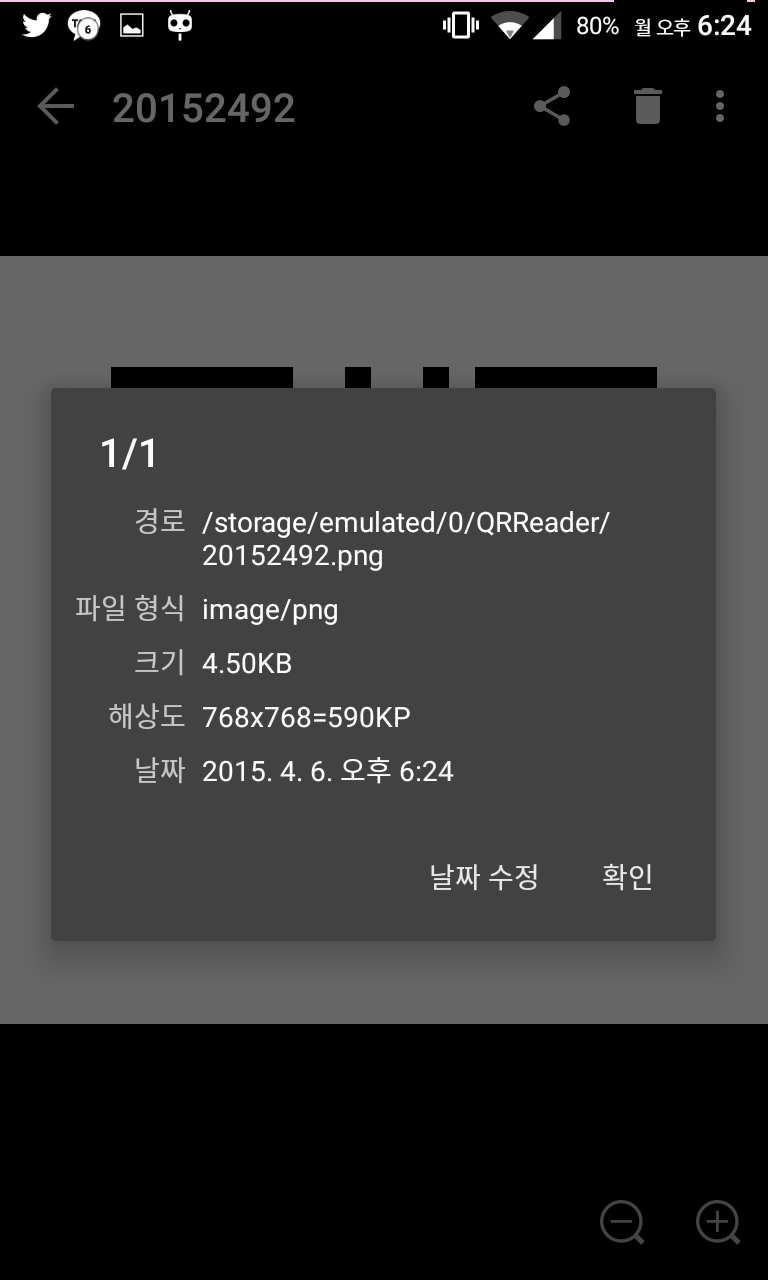 80% 월 오후 6:24
20152492
1/1
경로 /storage/emulated/0/QRReader/
20152492.png
파일 형식 image/png
크기 4.50KB
해상도 768x768=590KP
날짜 2015. 4. 6. 오후 6:24
날짜 수정 확인